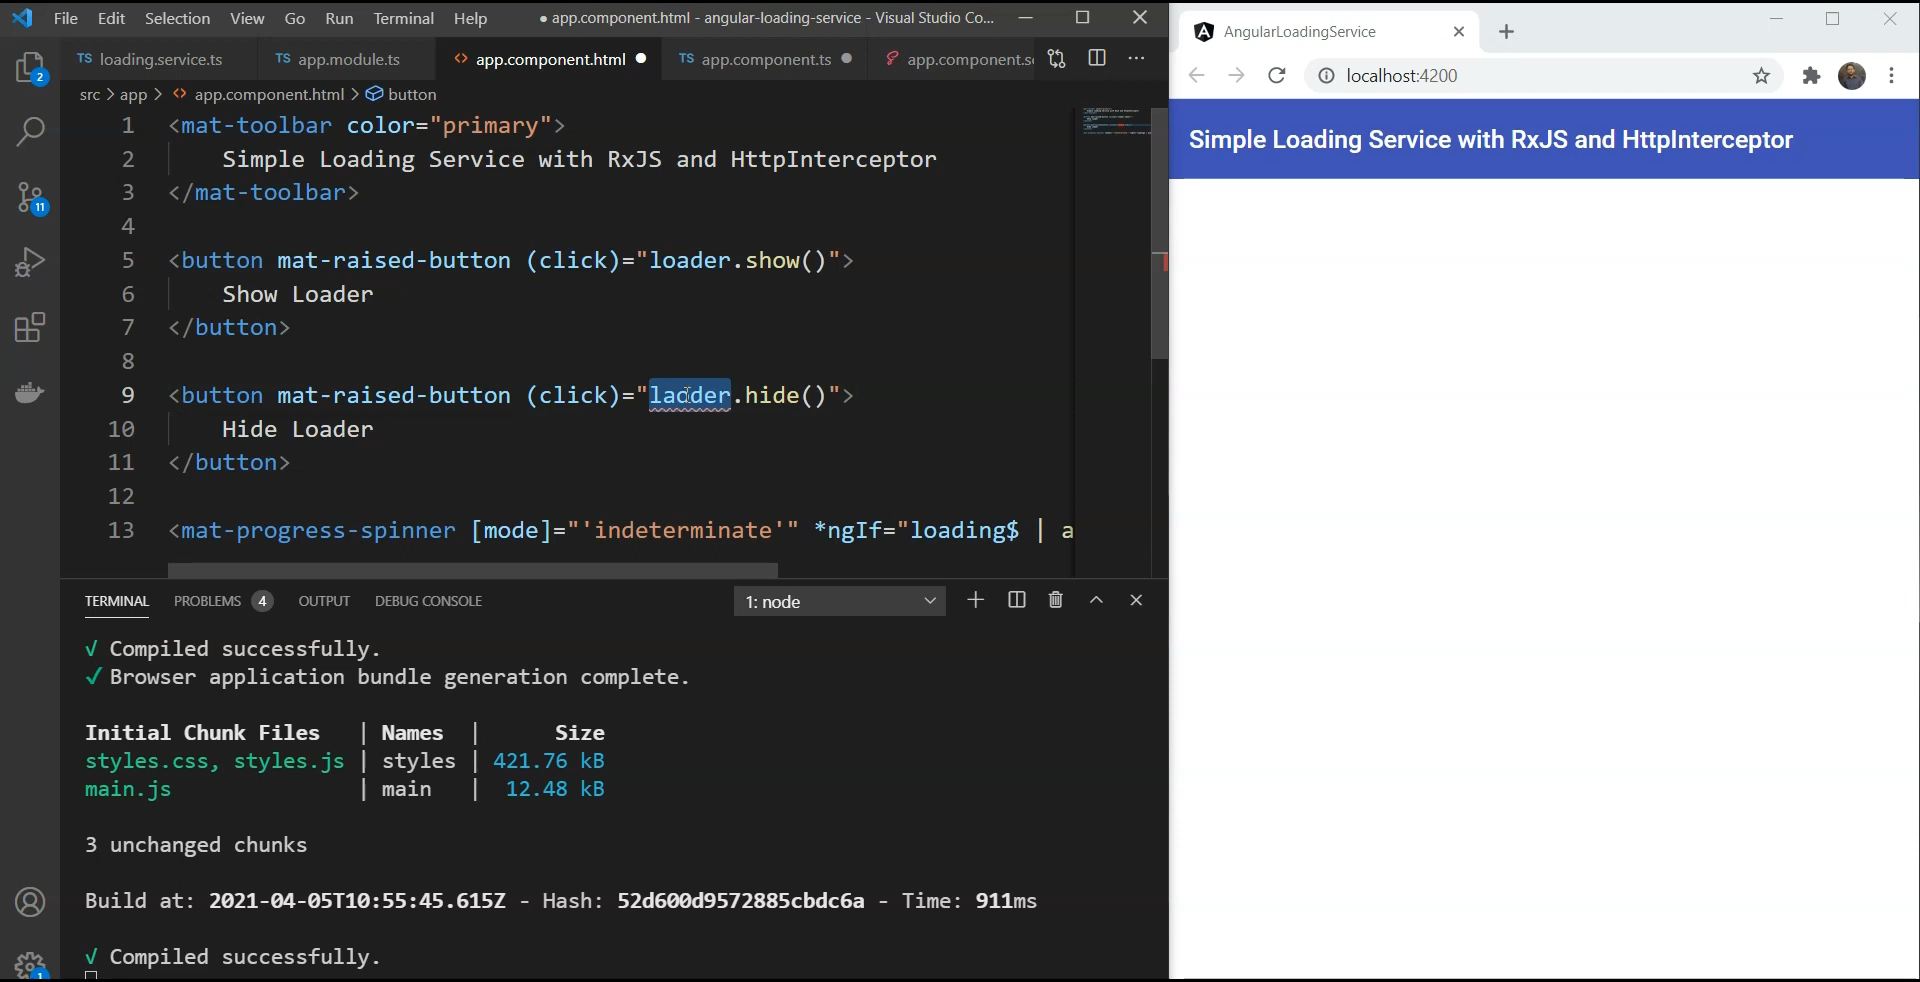 File Edit Selection View Go Run Terminal Help ● app.component.html - angular-loading-service - Visual Studio Co...
TS loading.service.ts TS app.module.ts <> app.component.html ● TS app.component.ts ● app.component.s
src > app > <> app.component.html > button
1 <mat-toolbar color="primary">
2 Simple Loading Service with RxJS and HttpInterceptor
3 </mat-toolbar>
4
5 <button mat-raised-button (click)="loader.show()">
6 Show Loader
7 </button>
8
9 <button mat-raised-button (click)="ladder.hide()">
10 Hide Loader
11 </button>
12
13 <mat-progress-spinner [mode]="'indeterminate'" *ngIf="loading$ | a
2
11
1
TERMINAL PROBLEMS 4 OUTPUT DEBUG CONSOLE 1: node
√ Compiled successfully.
✓ Browser application bundle generation complete.
Initial Chunk Files | Names | Size
styles.css, styles.js | styles | 421.76 kB
main.js | main | 12.48 kB
3 unchanged chunks
Build at: 2021-04-05T10:55:45.615Z - Hash: 52d600d9572885cbdc6a - Time: 911ms
√ Compiled successfully.
AngularLoadingService
localhost:4200
Simple Loading Service with RxJS and HttpInterceptor